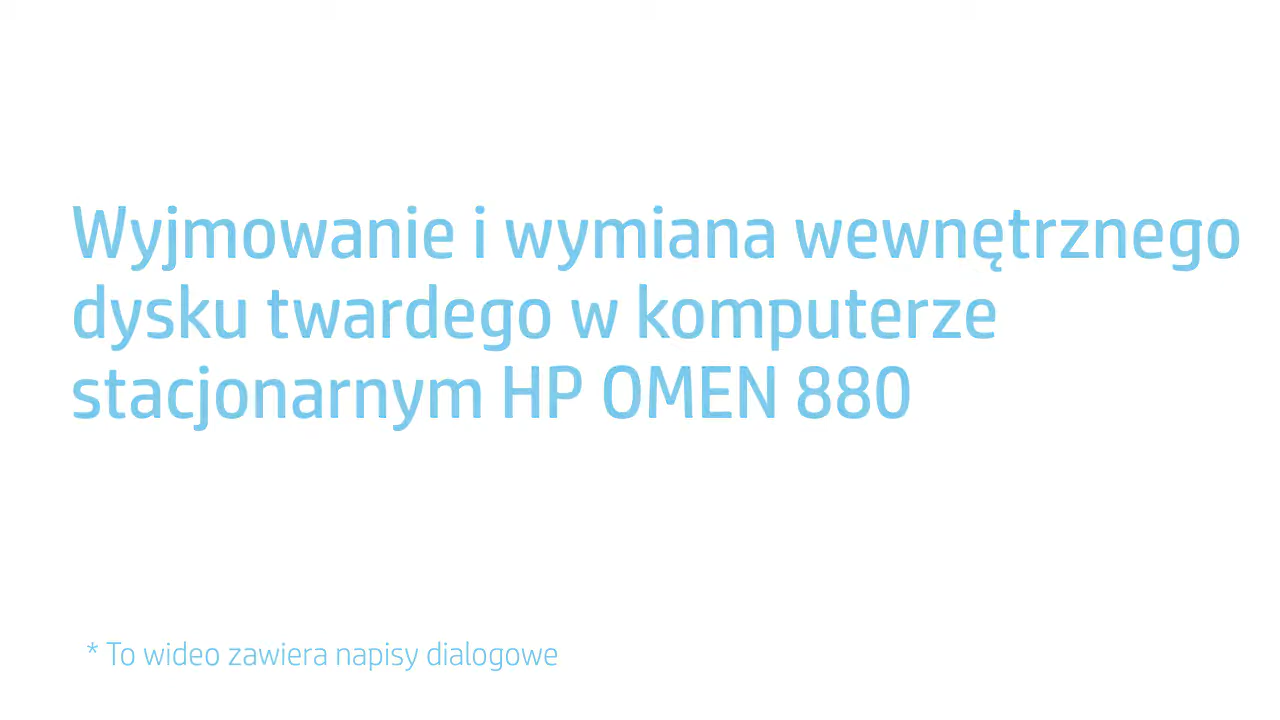 Wyjmowanie i wymiana wewnętrznego
dysku twardego w komputerze
stacjonarnym HP OMEN 880
* To wideo zawiera napisy dialogowe